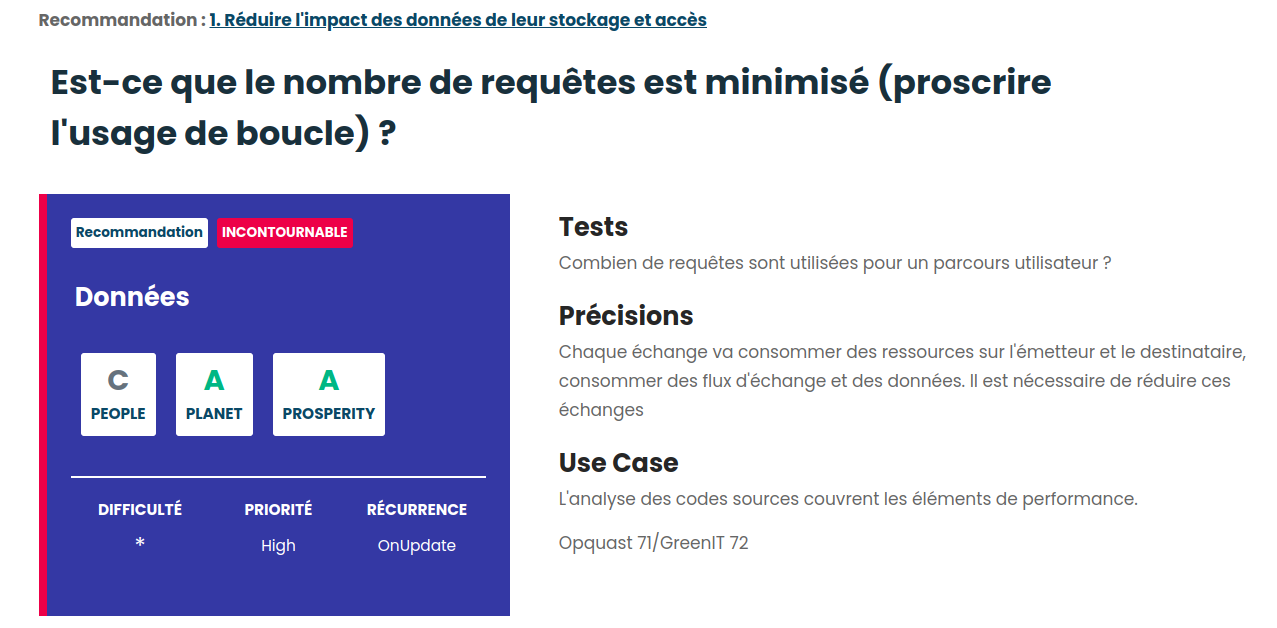 Recommandation : 1. Réduire l'impact des données de leur stockage et accès
Est-ce que le nombre de requêtes est minimisé (proscrire
l'usage de boucle) ?
Recommandation INCONTOURNABLE
Données
C A A
PEOPLE PLANET PROSPERITY
DIFFICULTÉ PRIORITÉ RÉCURRENCE
* High OnUpdate
Tests
Combien de requêtes sont utilisées pour un parcours utilisateur ?
Précisions
Chaque échange va consommer des ressources sur l'émetteur et le destinataire,
consommer des flux d'échange et des données. Il est nécessaire de réduire ces
échanges
Use Case
L'analyse des codes sources couvrent les éléments de performance.
Opquast 71/GreenIT 72